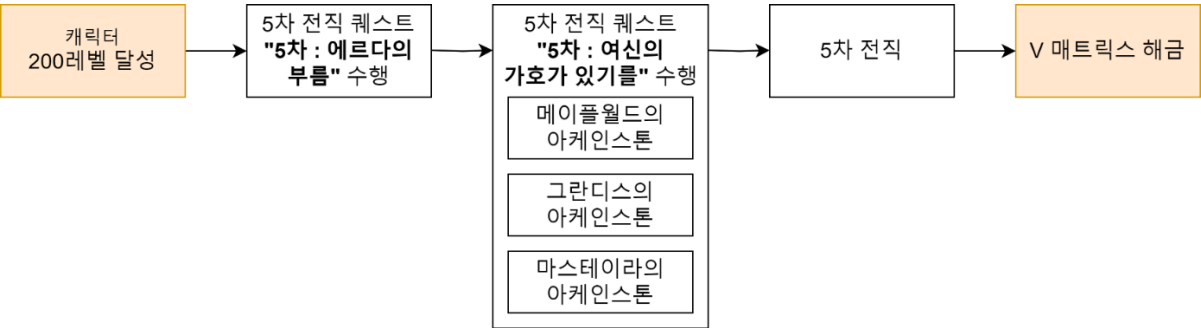 캐릭터
200레벨 달성
5차 전직 퀘스트
"5차 : 에르다의
부름" 수행
5차 전직 퀘스트
"5차 : 여신의
가호가 있기를" 수행
메이플월드의
아케인스톤
그란디스의
아케인스톤
마스테이라의
아케인스톤
5차 전직
V 매트릭스 해금